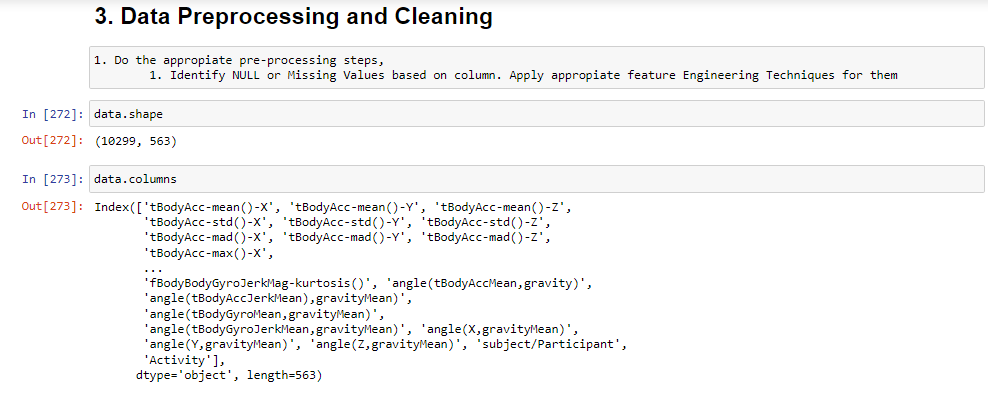 3. Data Preprocessing and Cleaning
1. Do the appropiate pre-processing steps,
1. Identify NULL or Missing Values based on column. Apply appropiate feature Engineering Techniques for them
In [272]: data.shape
Out[272]: (10299, 563)
In [273]: data.columns
Out[273]: Index(['tBodyAcc-mean()-X', 'tBodyAcc-mean()-Y', 'tBodyAcc-mean()-Z',
'tBodyAcc-std()-X', 'tBodyAcc-std()-Y', 'tBodyAcc-std()-Z',
'tBodyAcc-mad()-X', 'tBodyAcc-mad()-Y', 'tBodyAcc-mad()-Z',
'tBodyAcc-max()-X',
...
'fBodyBodyGyroJerkMag-kurtosis()', 'angle(tBodyAccMean,gravity)',
'angle(tBodyAccJerkMean),gravityMean)',
'angle(tBodyGyroMean,gravityMean)',
'angle(tBodyGyroJerkMean,gravityMean)', 'angle(X,gravityMean)',
'angle(Y,gravityMean)', 'angle(Z,gravityMean)', 'subject/Participant',
'Activity'],
dtype='object', length=563)